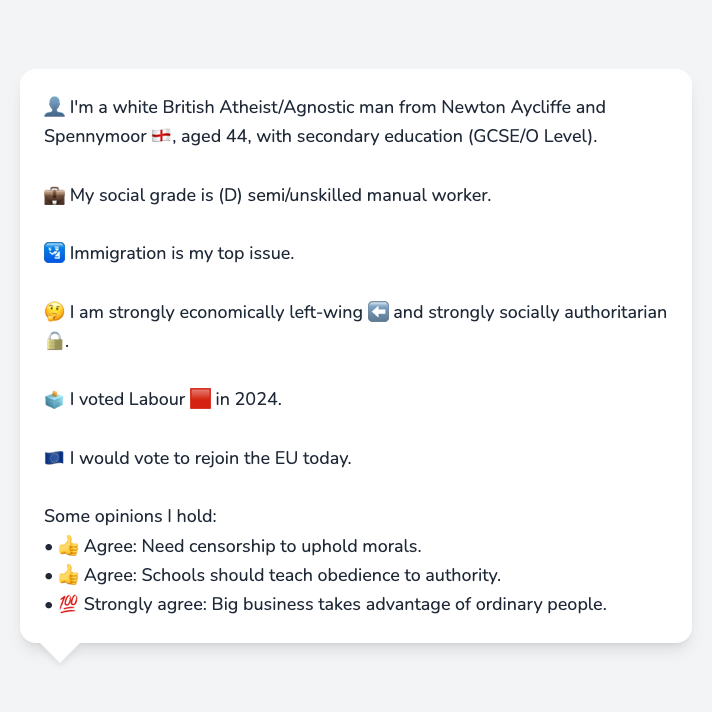 👤 I'm a white British Atheist/Agnostic man from Newton Aycliffe and
Spennymoor 🏴󠁧󠁢󠁥󠁮󠁧󠁿, aged 44, with secondary education (GCSE/O Level).
💼 My social grade is (D) semi/unskilled manual worker.
🛂 Immigration is my top issue.
🤔 I am strongly economically left-wing ⬅️ and strongly socially authoritarian
🔒.
🗳️ I voted Labour 🟥 in 2024.
🇪🇺 I would vote to rejoin the EU today.
Some opinions I hold:
• 👍 Agree: Need censorship to uphold morals.
• 👍 Agree: Schools should teach obedience to authority.
• 💯 Strongly agree: Big business takes advantage of ordinary people.